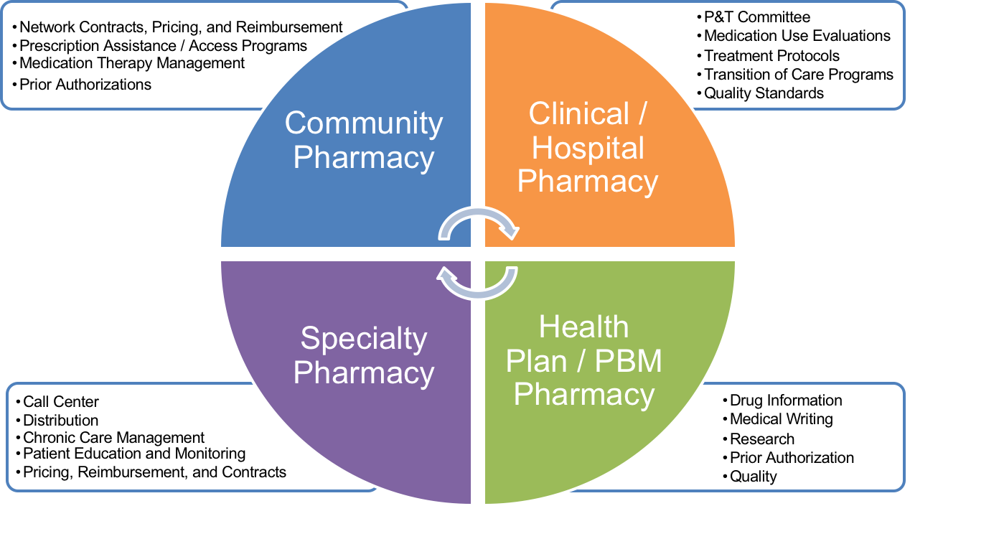 •Network Contracts, Pricing, and Reimbursement
•Prescription Assistance / Access Programs
•Medication Therapy Management
•Prior Authorizations
•P&T Committee
•Medication Use Evaluations
•Treatment Protocols
•Transition of Care Programs
•Quality Standards
Community
Pharmacy
Clinical /
Hospital
Pharmacy
Specialty
Pharmacy
Health
Plan / PBM
Pharmacy
•Call Center
•Distribution
•Chronic Care Management
•Patient Education and Monitoring
•Pricing, Reimbursement, and Contracts
•Drug Information
•Medical Writing
•Research
•Prior Authorization
•Quality